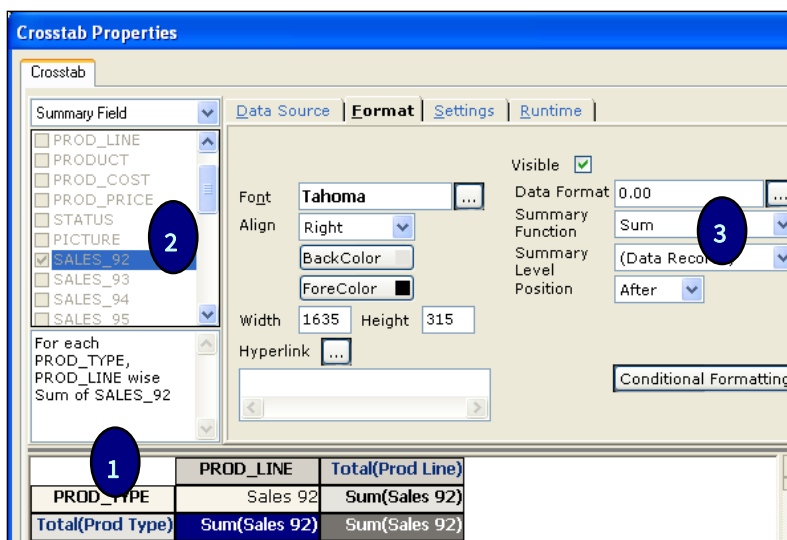 Crosstab Properties
Crosstab
Summary Field
PROD_LINE
PRODUCT
PROD_COST
PROD_PRICE
STATUS
PICTURE
SALES_92
SALES_93
SALES_94
SALES_95
2
For each
PROD_TYPE,
PROD_LINE wise
Sum of SALES_92
Data Source Format Settings Runtime
Visible
Font Tahoma ...
Data Format 0.00 ...
Align Right
Summary
Function Sum
3
BackColor
Summary
Level (Data
ForeColor
Position After
Width 1635 Height 315
Hyperlink ...
Conditional Formatting
1
PROD_LINE Total(Prod Line)
Sales 92 Sum(Sales 92)
Total(Prod Type) Sum(Sales 92) Sum(Sales 92)